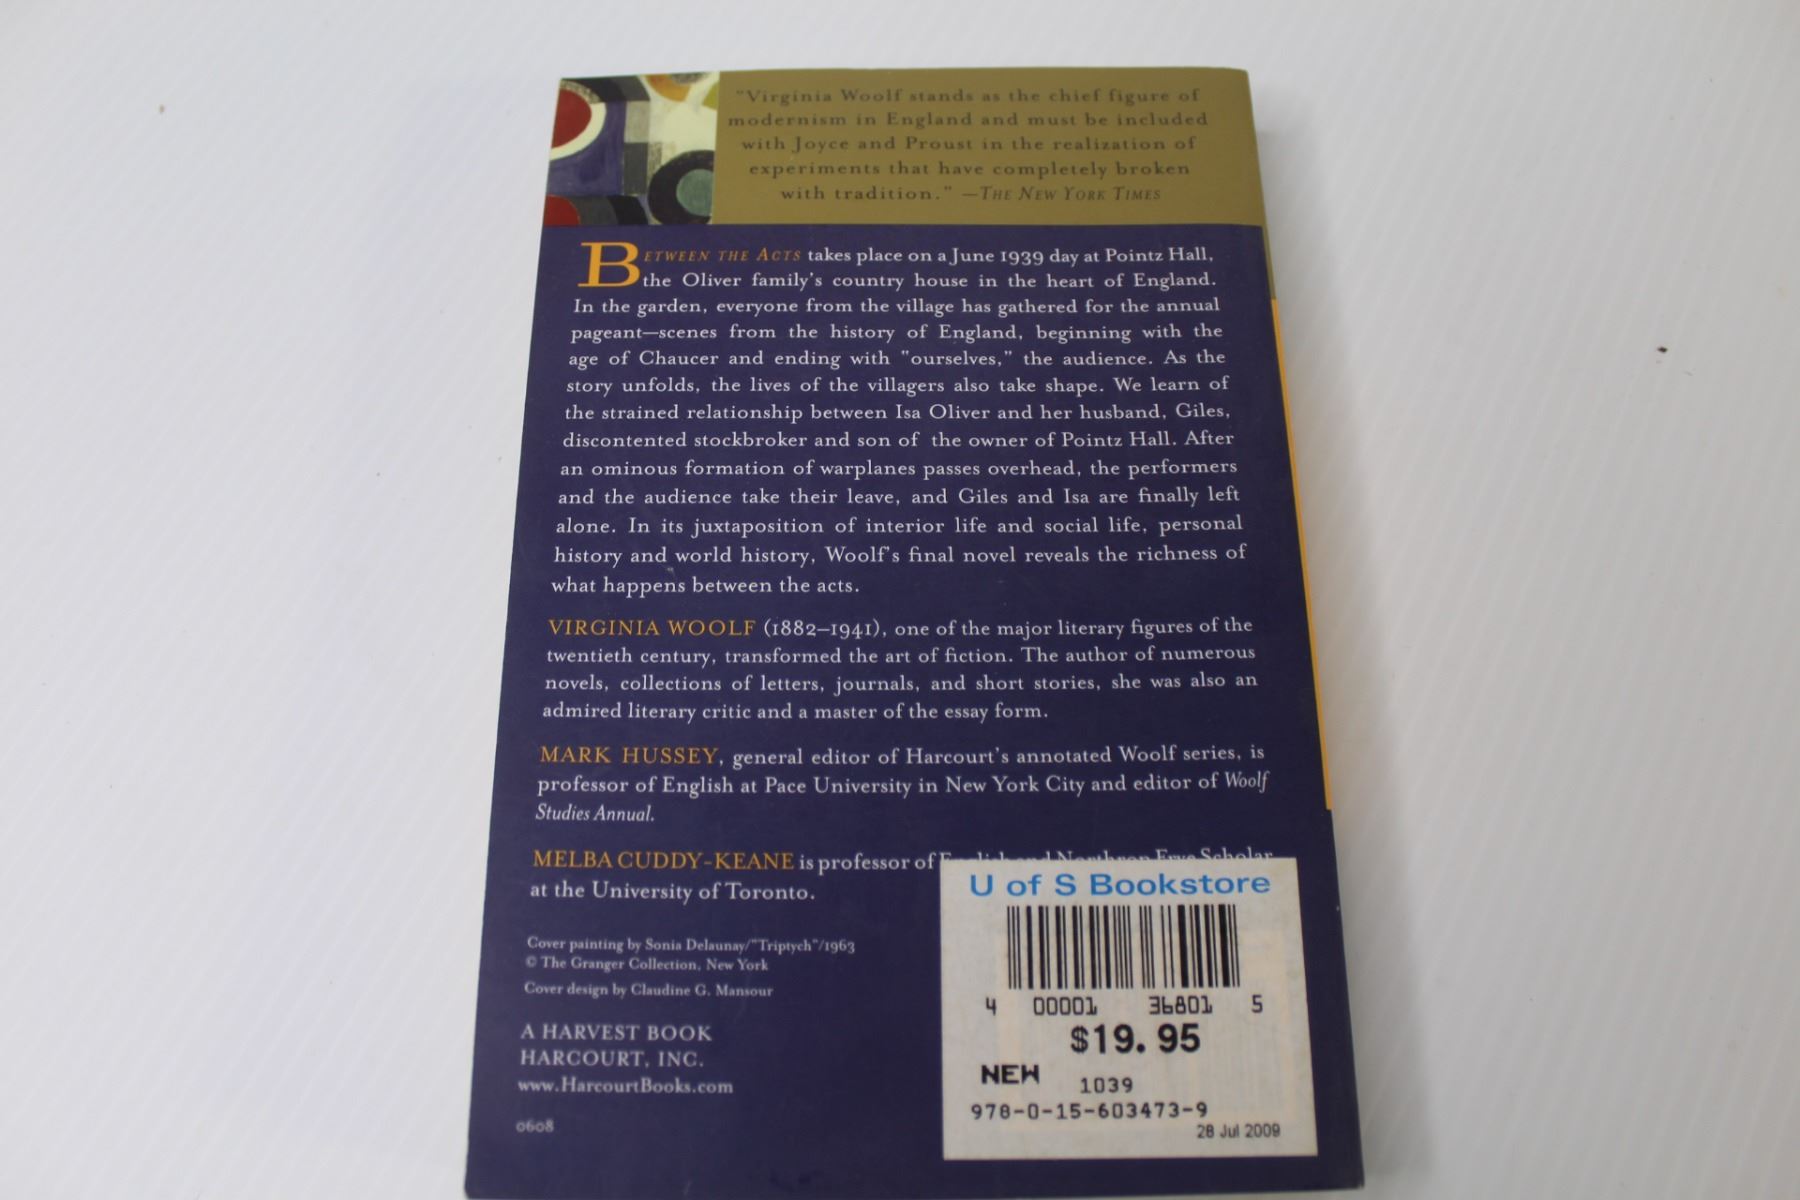 "Virginia Woolf stands as the chief figure of
modernism in England and must be included
with Joyce and Proust in the realization of
experiments that have completely broken
with tradition." —THE NEW YORK TIMES
BETWEEN THE ACTS takes place on a June 1939 day at Pointz Hall,
the Oliver family's country house in the heart of England.
In the garden, everyone from the village has gathered for the annual
pageant—scenes from the history of England, beginning with the
age of Chaucer and ending with "ourselves," the audience. As the
story unfolds, the lives of the villagers also take shape. We learn of
the strained relationship between Isa Oliver and her husband, Giles,
discontented stockbroker and son of the owner of Pointz Hall. After
an ominous formation of warplanes passes overhead, the performers
and the audience take their leave, and Giles and Isa are finally left
alone. In its juxtaposition of interior life and social life, personal
history and world history, Woolf's final novel reveals the richness of
what happens between the acts.
VIRGINIA WOOLF (1882–1941), one of the major literary figures of the
twentieth century, transformed the art of fiction. The author of numerous
novels, collections of letters, journals, and short stories, she was also an
admired literary critic and a master of the essay form.
MARK HUSSEY, general editor of Harcourt's annotated Woolf series, is
professor of English at Pace University in New York City and editor of Woolf
Studies Annual.
MELBA CUDDY-KEANE is professor of English and Northrop Frye Scholar
at the University of Toronto.
Cover painting by Sonia Delaunay/"Triptych"/1963
© The Granger Collection, New York
Cover design by Claudine G. Mansour
A HARVEST BOOK
HARCOURT, INC.
www.HarcourtBooks.com
0608
U of S Bookstore
4 00001 36801 5
$19.95
NEW 1039
978-0-15-603473-9
28 Jul 2009